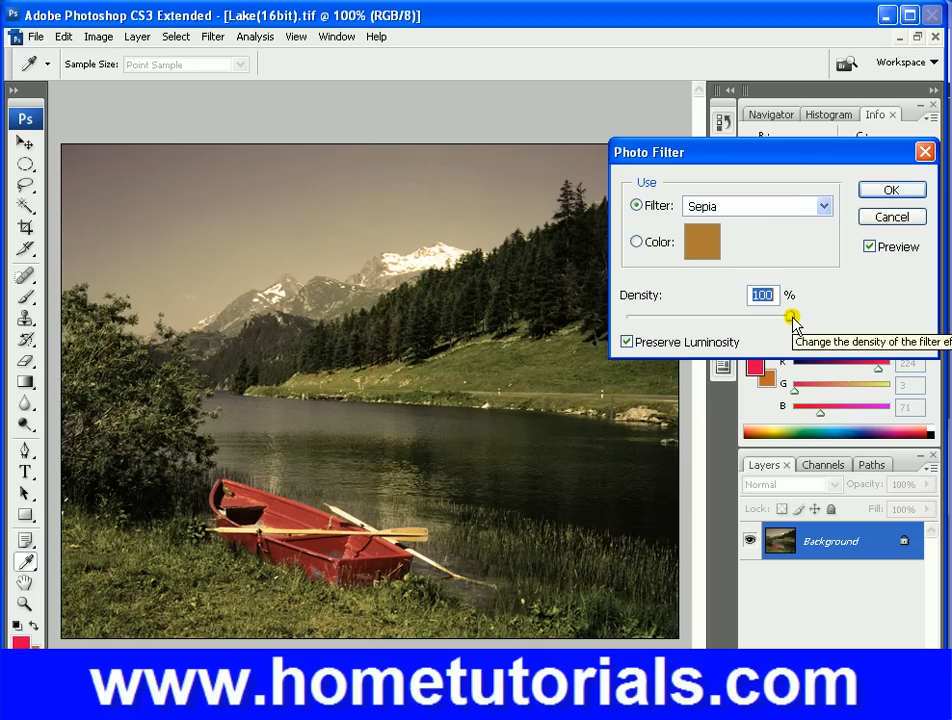 Ps Adobe Photoshop CS3 Extended - [Lake(16bit).tif @ 100% (RGB/8)]
Ps File Edit Image Layer Select Filter Analysis View Window Help
Sample Size: Point Sample Workspace
Ps
Navigator Histogram Info ×
R: C:
Photo Filter
Use
Filter: Sepia OK
Cancel
Color: Preview
Density: 100 %
Change the density of the filter ef
Preserve Luminosity
R 224
G 3
B 71
T
Layers × Channels Paths
Normal Opacity: 100%
Lock: Fill: 100%
Background
www.hometutorials.com